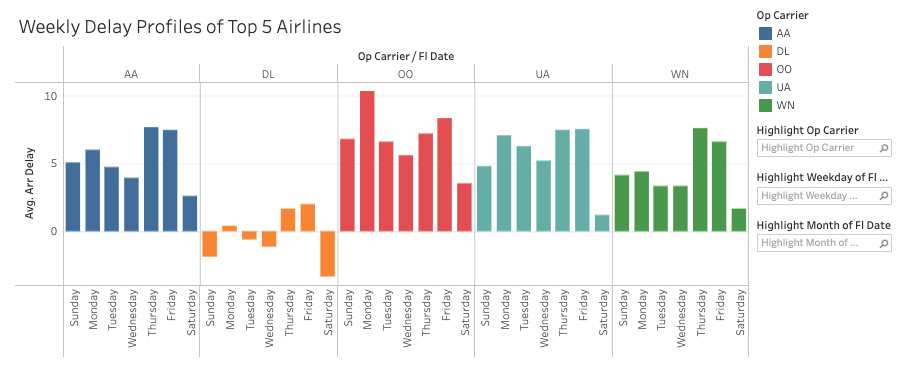 Weekly Delay Profiles of Top 5 Airlines
Op Carrier / Fl Date
AA DL OO UA WN
10
5
0
Avg. Arr Delay
Sunday Monday Tuesday Wednesday Thursday Friday Saturday Sunday Monday Tuesday Wednesday Thursday Friday Saturday Sunday Monday Tuesday Wednesday Thursday Friday Saturday Sunday Monday Tuesday Wednesday Thursday Friday Saturday Sunday Monday Tuesday Wednesday Thursday Friday Saturday
Op Carrier
AA
DL
OO
UA
WN
Highlight Op Carrier
Highlight Op Carrier
Highlight Weekday of Fl ...
Highlight Weekday ...
Highlight Month of Fl Date
Highlight Month of ...